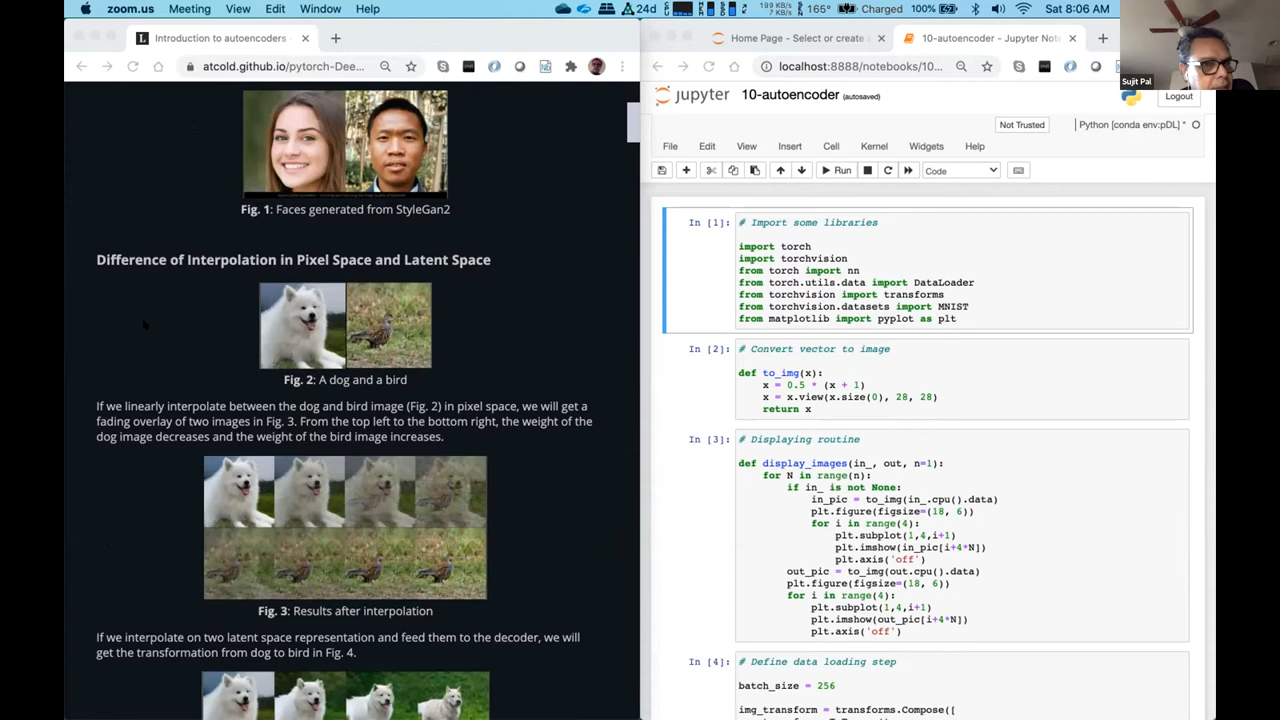 zoom.us Meeting View Edit Window Help
24d
199 KB/s
7 KB/s
165° Charged 100% Sat 8:06 AM
Introduction to autoencoders
atcold.github.io/pytorch-Dee...
Fig. 1: Faces generated from StyleGan2
Difference of Interpolation in Pixel Space and Latent Space
Fig. 2: A dog and a bird
If we linearly interpolate between the dog and bird image (Fig. 2) in pixel space, we will get a
fading overlay of two images in Fig. 3. From the top left to the bottom right, the weight of the
dog image decreases and the weight of the bird image increases.
Fig. 3: Results after interpolation
If we interpolate on two latent space representation and feed them to the decoder, we will
get the transformation from dog to bird in Fig. 4.
Home Page - Select or create a
10-autoencoder - Jupyter Not
localhost:8888/notebooks/10...
Sujit Pal
jupyter 10-autoencoder (autosaved)
Logout
Not Trusted
Python [conda env:pDL] *
File Edit View Insert Cell Kernel Widgets Help
Run
Code
In [1]:
# Import some libraries
import torch
import torchvision
from torch import nn
from torch.utils.data import DataLoader
from torchvision import transforms
from torchvision.datasets import MNIST
from matplotlib import pyplot as plt
In [2]:
# Convert vector to image
def to_img(x):
    x = 0.5 * (x + 1)
    x = x.view(x.size(0), 28, 28)
    return x
In [3]:
# Displaying routine
def display_images(in_, out, n=1):
    for N in range(n):
        if in_ is not None:
            in_pic = to_img(in_.cpu().data)
            plt.figure(figsize=(18, 6))
            for i in range(4):
                plt.subplot(1,4,i+1)
                plt.imshow(in_pic[i+4*N])
                plt.axis('off')
        out_pic = to_img(out.cpu().data)
        plt.figure(figsize=(18, 6))
        for i in range(4):
            plt.subplot(1,4,i+1)
            plt.imshow(out_pic[i+4*N])
            plt.axis('off')
In [4]:
# Define data loading step
batch_size = 256
img_transform = transforms.Compose([